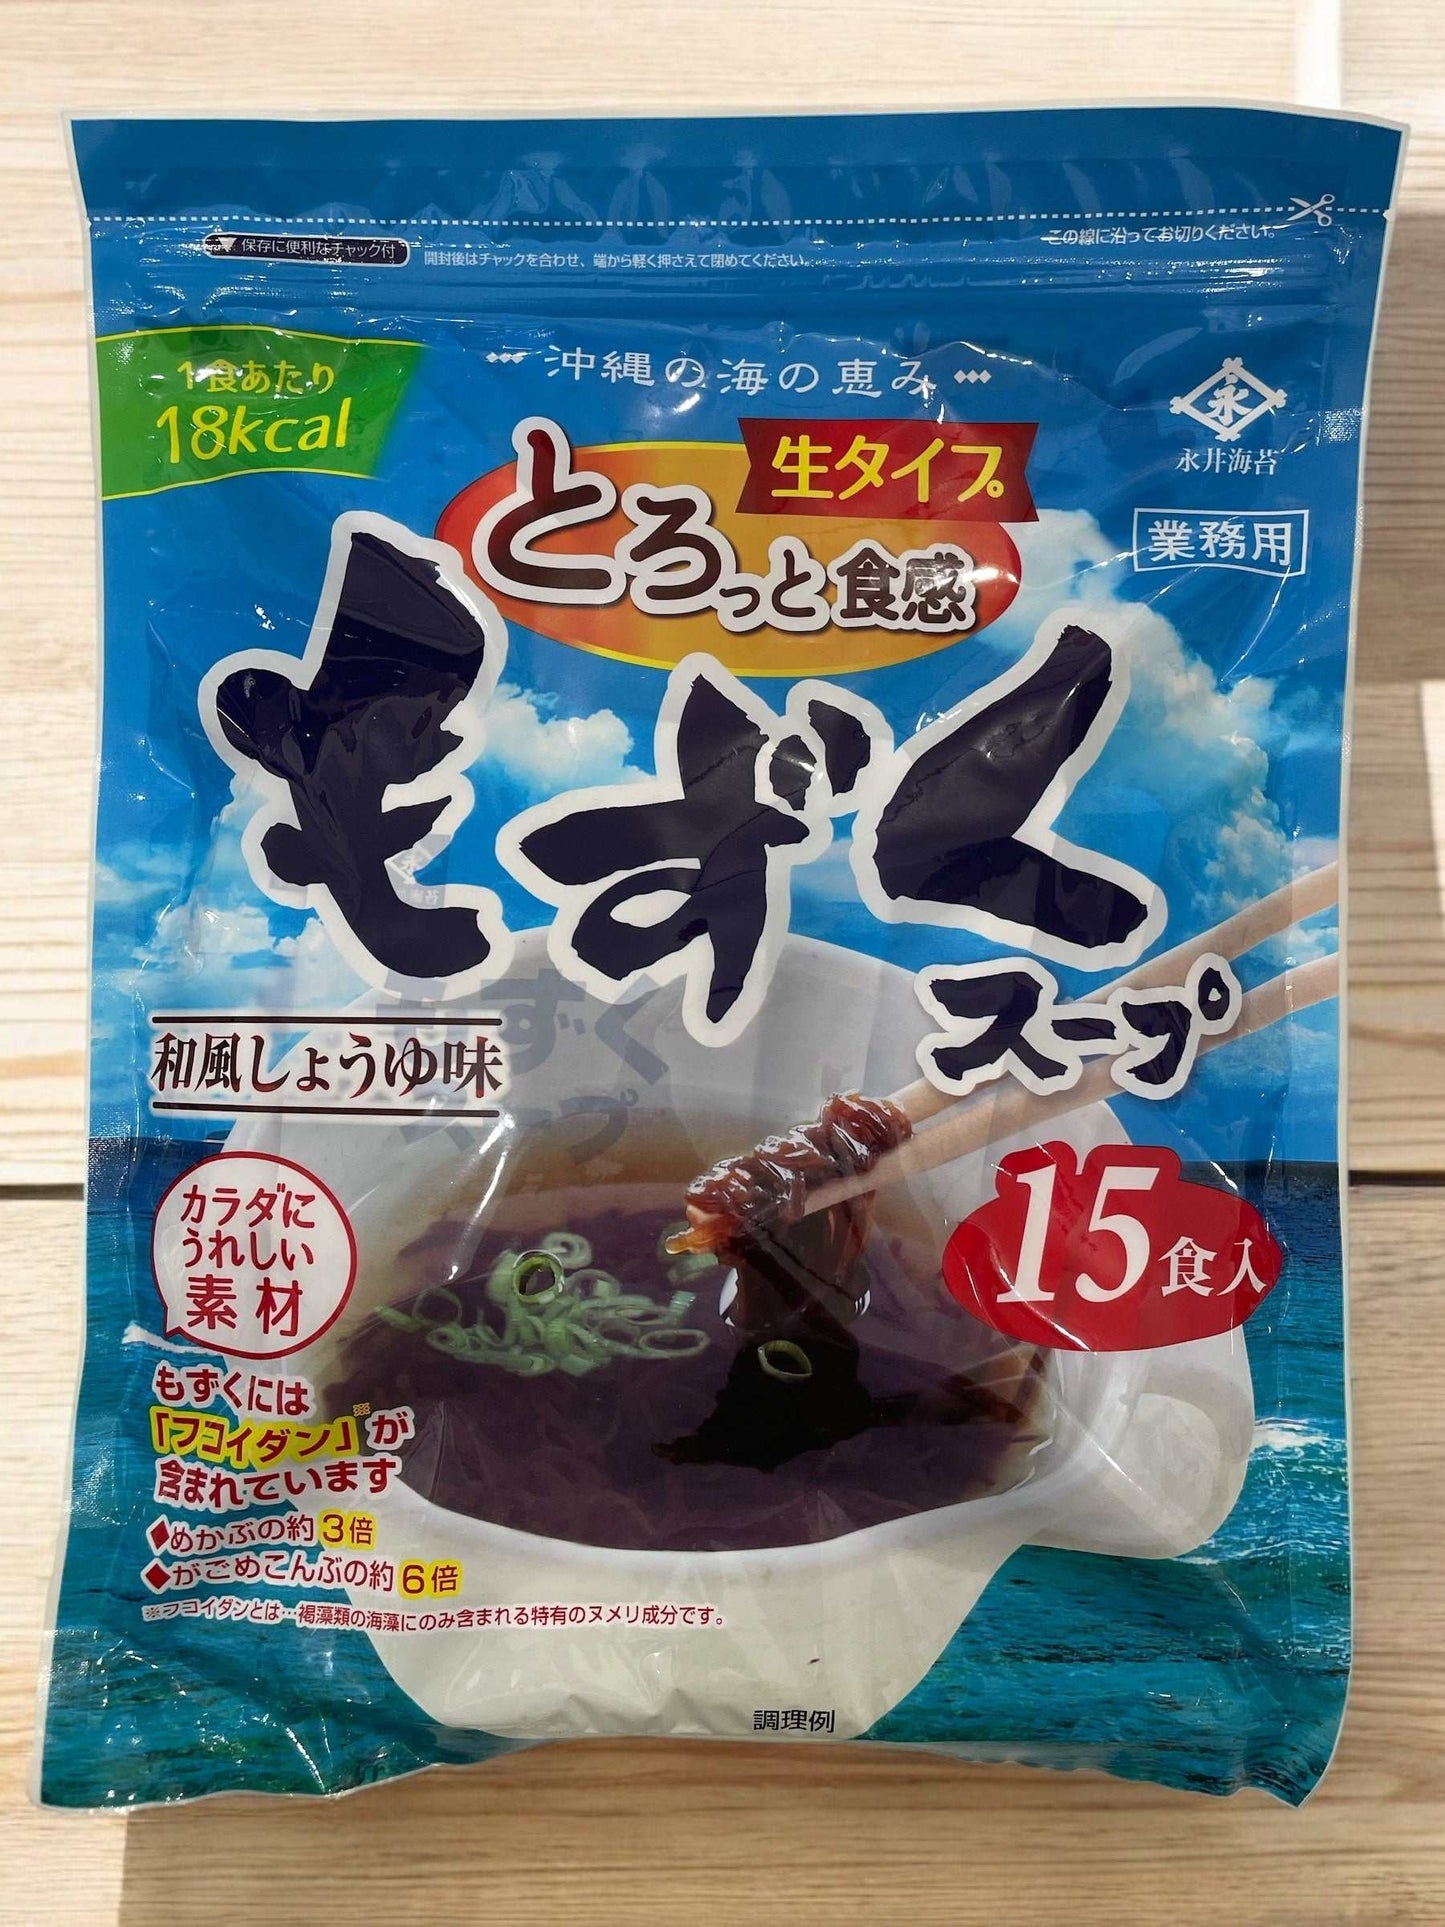 保存に便利なチャック付
開封後はチャックを合わせ、端から軽く押さえて閉めてください。
この線に沿ってお切りください。
1食あたり
18kcal
沖縄の海の恵み
永
永井海苔
業務用
生タイプ
とろっと食感
もずく
スープ
和風しょうゆ味
15食入
カラダに
うれしい
素材
もずくには
「フコイダン」※が
含まれています
◆めかぶの約3倍
◆がごめこんぶの約6倍
※フコイダンとは…褐藻類の海藻にのみ含まれる特有のヌメリ成分です。
調理例